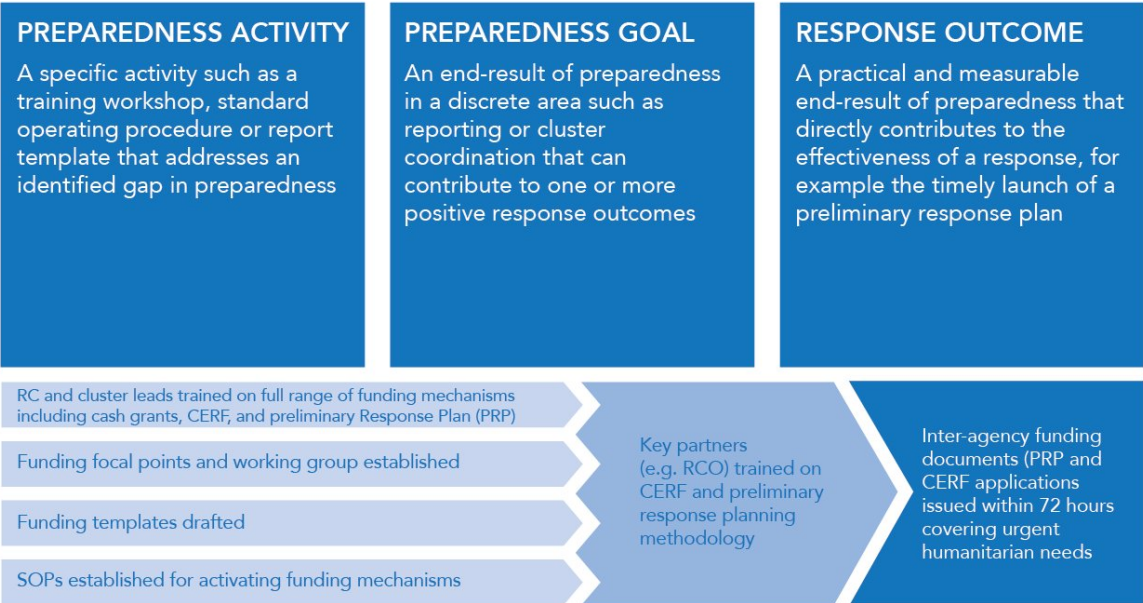 PREPAREDNESS ACTIVITY
A specific activity such as a
training workshop, standard
operating procedure or report
template that addresses an
identified gap in preparedness
PREPAREDNESS GOAL
An end-result of preparedness
in a discrete area such as
reporting or cluster
coordination that can
contribute to one or more
positive response outcomes
RESPONSE OUTCOME
A practical and measurable
end-result of preparedness that
directly contributes to the
effectiveness of a response, for
example the timely launch of a
preliminary response plan
RC and cluster leads trained on full range of funding mechanisms
including cash grants, CERF, and preliminary Response Plan (PRP)
Funding focal points and working group established
Funding templates drafted
SOPs established for activating funding mechanisms
Key partners
(e.g. RCO) trained on
CERF and preliminary
response planning
methodology
Inter-agency funding
documents (PRP and
CERF applications
issued within 72 hours
covering urgent
humanitarian needs